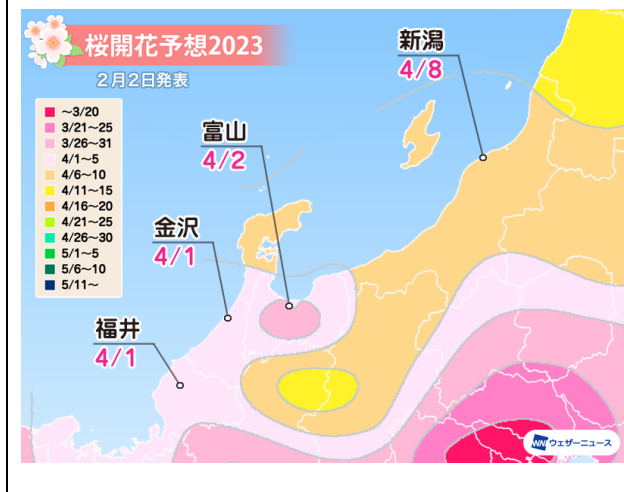 桜開花予想2023
2月2日発表
～3/20
3/21～25
3/26～31
4/1～5
4/6～10
4/11～15
4/16～20
4/21～25
4/26～30
5/1～5
5/6～10
5/11～
新潟
4/8
富山
4/2
金沢
4/1
福井
4/1
WNI ウェザーニュース